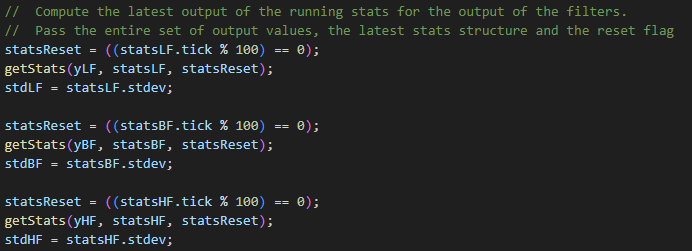 //  Compute the latest output of the running stats for the output of the filters.
//  Pass the entire set of output values, the latest stats structure and the reset flag
statsReset = ((statsLF.tick % 100) == 0);
getStats(yLF, statsLF, statsReset);
stdLF = statsLF.stdev;
statsReset = ((statsBF.tick % 100) == 0);
getStats(yBF, statsBF, statsReset);
stdBF = statsBF.stdev;
statsReset = ((statsHF.tick % 100) == 0);
getStats(yHF, statsHF, statsReset);
stdHF = statsHF.stdev;